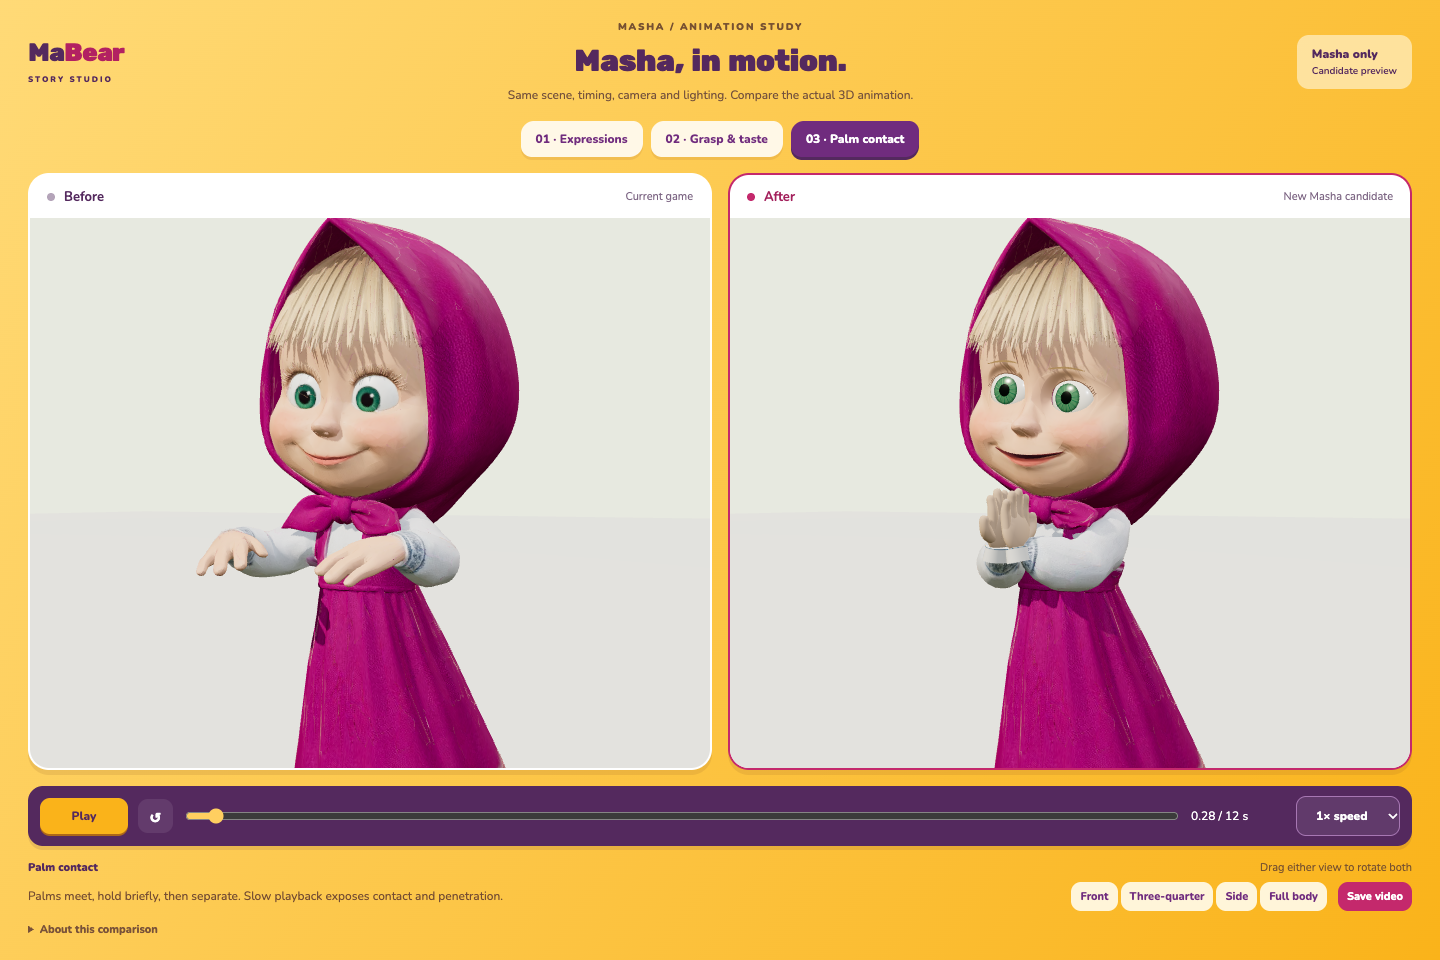 MASHA / ANIMATION STUDY
MaBear
STORY STUDIO
Masha, in motion.
Same scene, timing, camera and lighting. Compare the actual 3D animation.
Masha only
Candidate preview
01 · Expressions
02 · Grasp & taste
03 · Palm contact
Before
Current game
After
New Masha candidate
Play
↺
0.28 / 12 s
1× speed
Palm contact
Drag either view to rotate both
Palms meet, hold briefly, then separate. Slow playback exposes contact and penetration.
Front
Three-quarter
Side
Full body
Save video
About this comparison